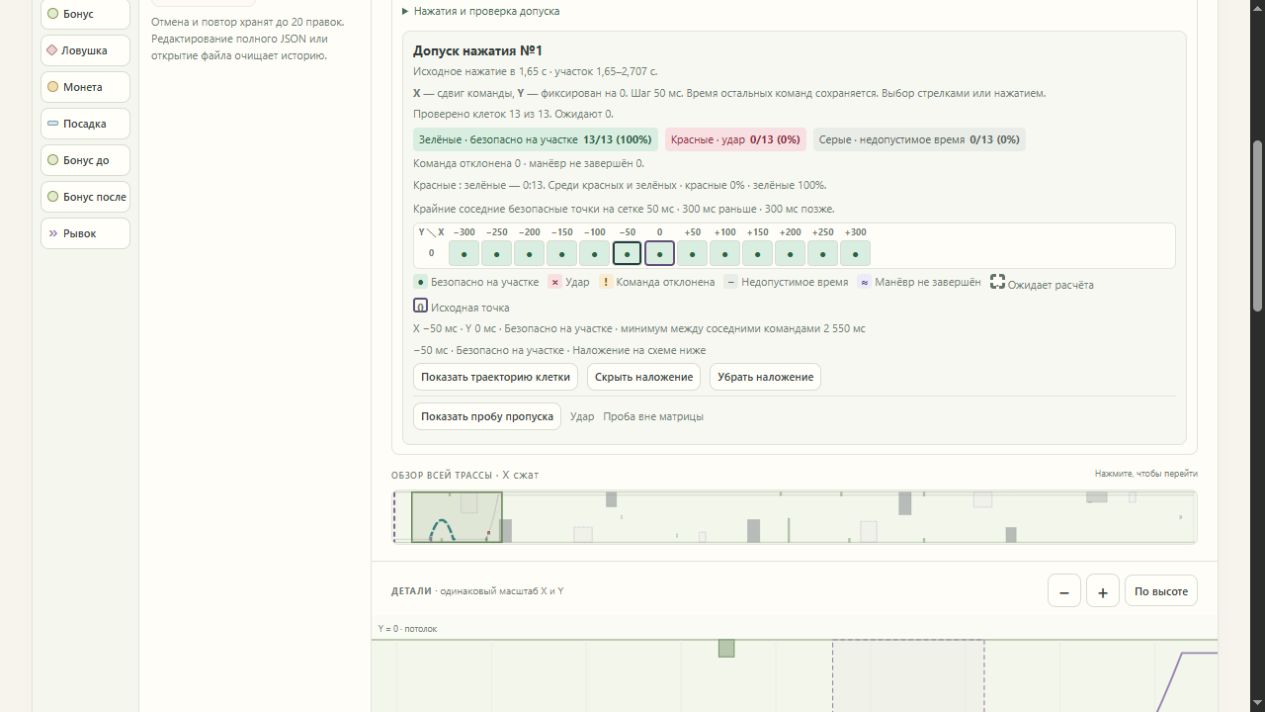 Бонус
Ловушка
Монета
Посадка
Бонус до
Бонус после
» Рывок
Отмена и повтор хранят до 20 правок.
Редактирование полного JSON или
открытие файла очищает историю.
▶ Нажатия и проверка допуска
Допуск нажатия №1
Исходное нажатие в 1,65 с · участок 1,65–2,707 с.
X — сдвиг команды, Y — фиксирован на 0. Шаг 50 мс. Время остальных команд сохраняется. Выбор стрелками или нажатием.
Проверено клеток 13 из 13. Ожидают 0.
Зелёные · безопасно на участке 13/13 (100%) Красные · удар 0/13 (0%) Серые · недопустимое время 0/13 (0%)
Команда отклонена 0 · манёвр не завершён 0.
Красные : зелёные — 0:13. Среди красных и зелёных · красные 0% · зелёные 100%.
Крайние соседние безопасные точки на сетке 50 мс · 300 мс раньше · 300 мс позже.
Y ╲ X −300 −250 −200 −150 −100 −50 0 +50 +100 +150 +200 +250 +300
0 ● ● ● ● ● ● ● ● ● ● ● ● ●
● Безопасно на участке × Удар ! Команда отклонена − Недопустимое время ≈ Манёвр не завершён Ожидает расчёта
0 Исходная точка
X −50 мс · Y 0 мс · Безопасно на участке · минимум между соседними командами 2 550 мс
−50 мс · Безопасно на участке · Наложение на схеме ниже
Показать траекторию клетки Скрыть наложение Убрать наложение
Показать пробу пропуска Удар Проба вне матрицы
ОБЗОР ВСЕЙ ТРАССЫ · X сжат Нажмите, чтобы перейти
ДЕТАЛИ · одинаковый масштаб X и Y − + По высоте
Y = 0 · потолок